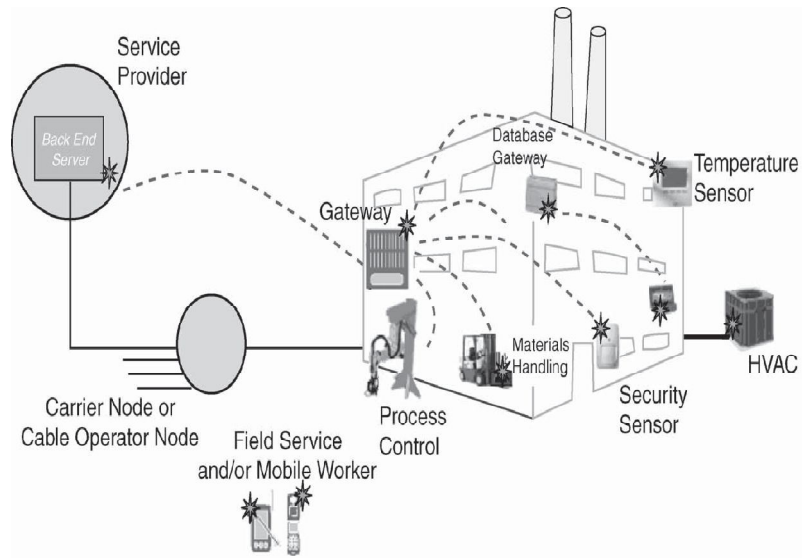 Service
Provider
Back End
Server
Database
Gateway
Temperature
Sensor
Gateway
Materials
Handling
HVAC
Security
Sensor
Process
Control
Carrier Node or
Cable Operator Node
Field Service
and/or Mobile Worker